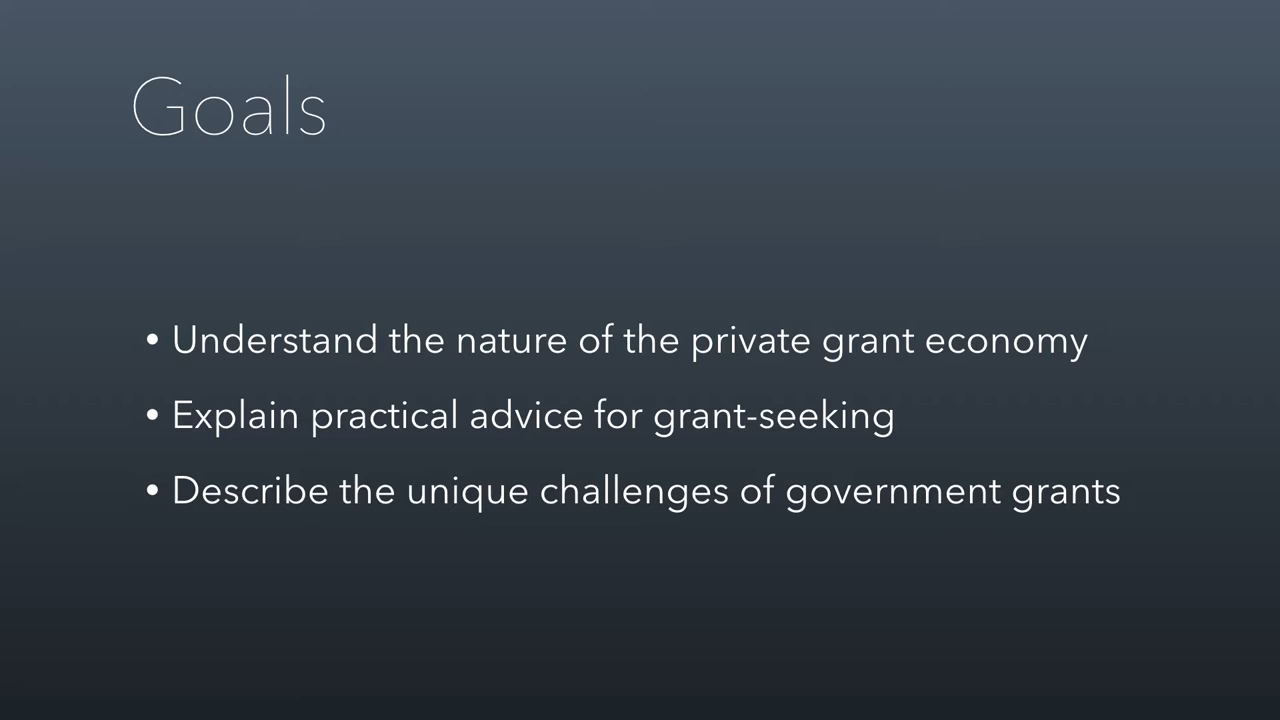 Goals
• Understand the nature of the private grant economy
• Explain practical advice for grant-seeking
• Describe the unique challenges of government grants